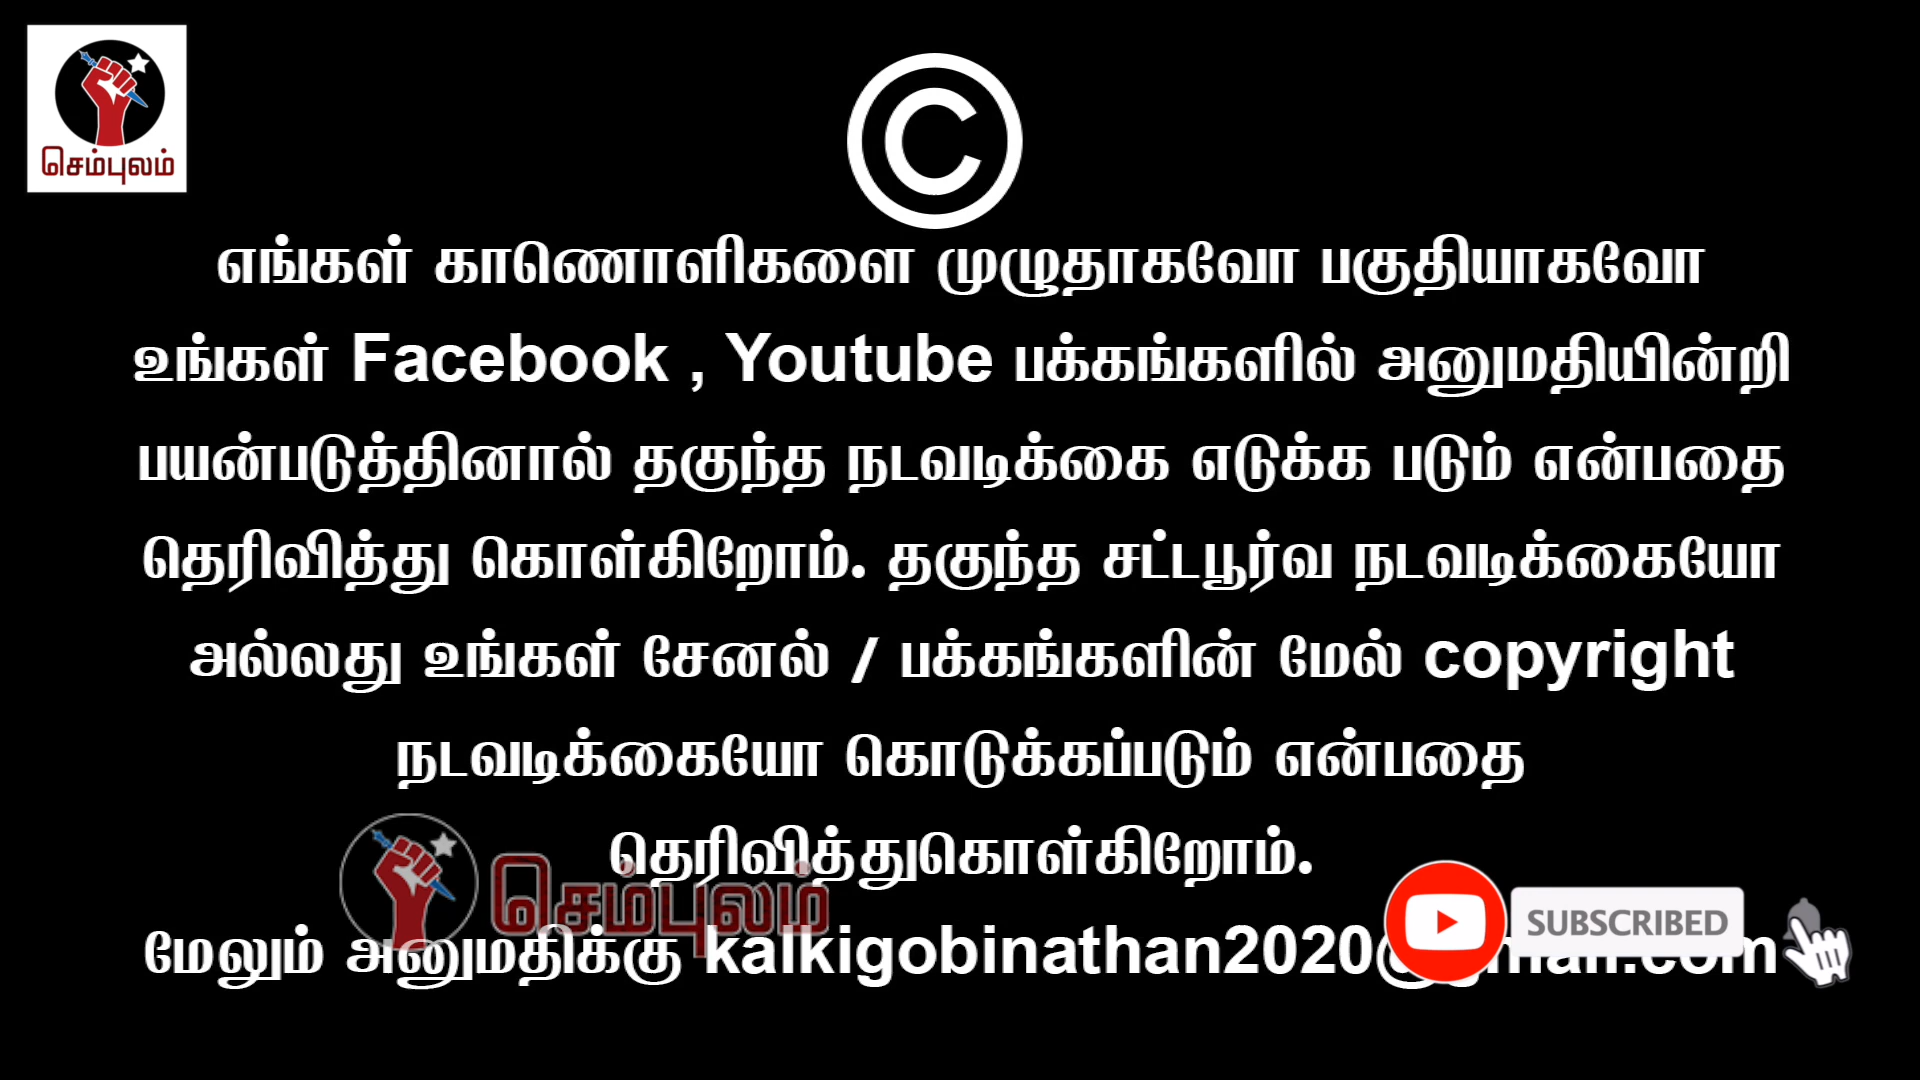 செம்புலம்
எங்கள் காணொளிகளை முழுதாகவோ பகுதியாகவோ
உங்கள் Facebook , Youtube பக்கங்களில் அனுமதியின்றி
பயன்படுத்தினால் தகுந்த நடவடிக்கை எடுக்க படும் என்பதை
தெரிவித்து கொள்கிறோம். தகுந்த சட்டபூர்வ நடவடிக்கையோ
அல்லது உங்கள் சேனல் / பக்கங்களின் மேல் copyright
நடவடிக்கையோ கொடுக்கப்படும் என்பதை
தெரிவித்துகொள்கிறோம்.
செம்புலம்
SUBSCRIBED
மேலும் அனுமதிக்கு kalkigobinathan2020@gmail.com